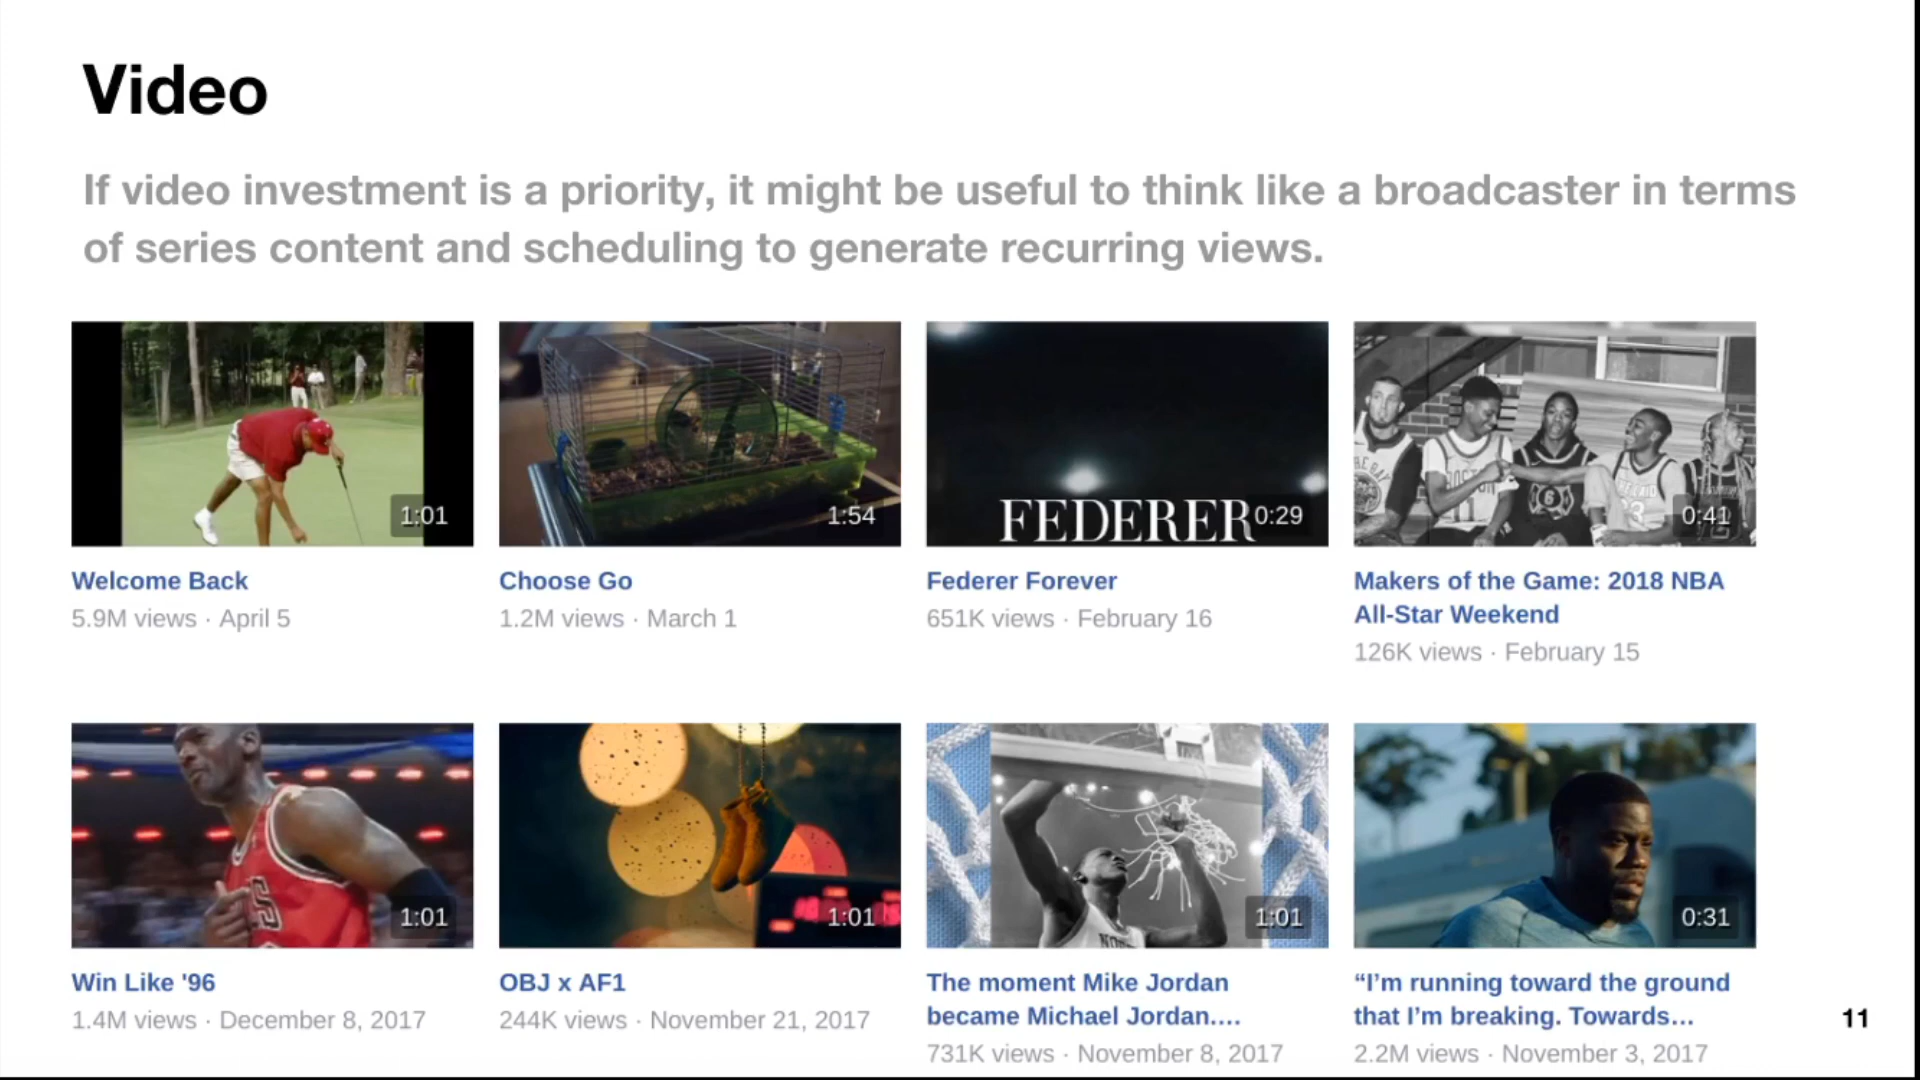 Video
If video investment is a priority, it might be useful to think like a broadcaster in terms
of series content and scheduling to generate recurring views.
1:01
1:54
FEDERER
0:29
0:41
Welcome Back
5.9M views · April 5
Choose Go
1.2M views · March 1
Federer Forever
651K views · February 16
Makers of the Game: 2018 NBA
All-Star Weekend
126K views · February 15
1:01
1:01
1:01
0:31
Win Like '96
1.4M views · December 8, 2017
OBJ x AF1
244K views · November 21, 2017
The moment Mike Jordan
became Michael Jordan....
731K views · November 8, 2017
“I’m running toward the ground
that I’m breaking. Towards...
2.2M views · November 3, 2017
11